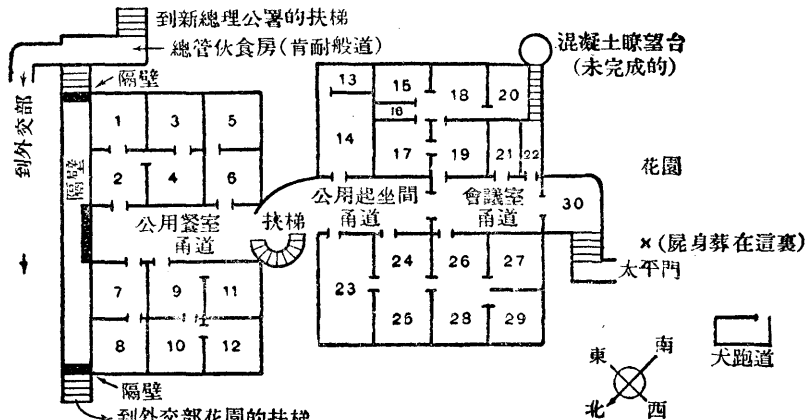 到新總理公署的扶梯
總管伙食房(肯耐般道)
隔壁
到外交部
隔壁
1
3
5
2
4
6
公用餐室
甬道
扶梯
7
9
11
8
10
12
隔壁
到外交部花園的扶梯
13
14
15
16
17
18
19
20
21
22
公用起坐間
甬道
會議室
甬道
23
24
25
26
27
28
29
30
混凝土瞭望台
(未完成的)
花園
×(屍身葬在這裏)
太平門
犬跑道
東
南
北
西